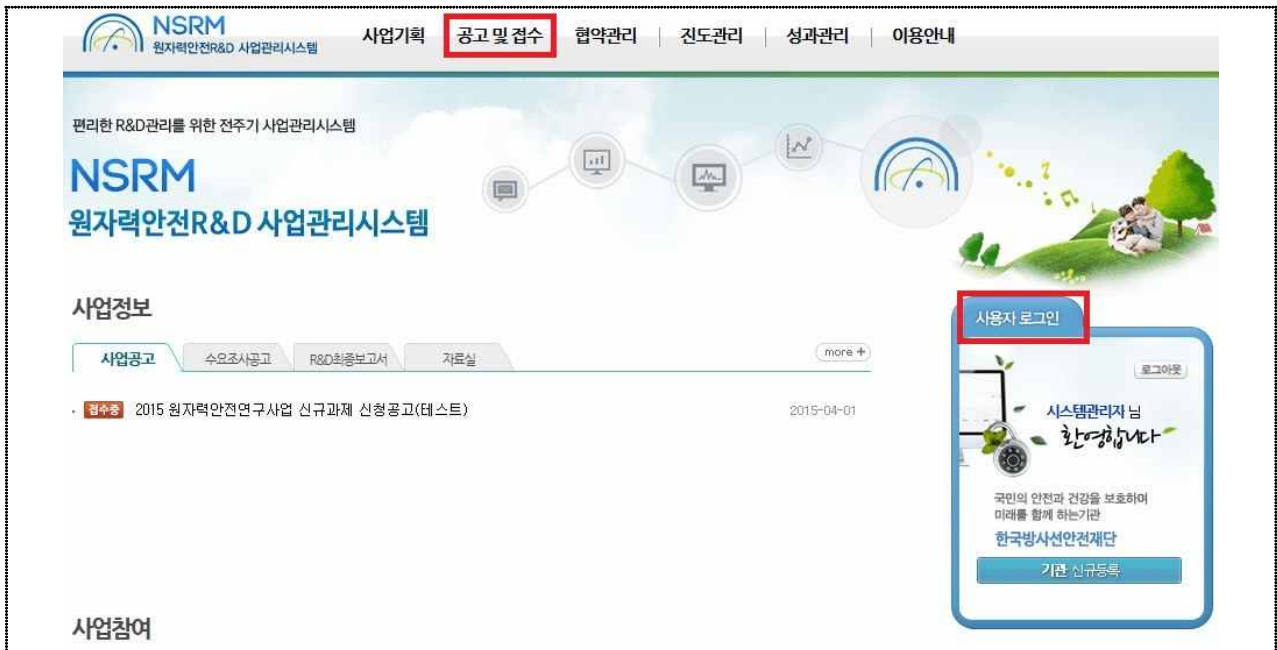 NSRM
원자력안전R&D 사업관리시스템
사업기획 공고 및 접수 협약관리 진도관리 성과관리 이용안내
편리한 R&D관리를 위한 전주기 사업관리시스템
NSRM
원자력안전R&D 사업관리시스템
사업정보
사업공고 수요조사공고 R&D최종보고서 자료실 more +
접수중 2015 원자력안전연구사업 신규과제 신청공고(테스트) 2015-04-01
사용자 로그인
로그아웃
시스템관리자 님
환영합니다
국민의 안전과 건강을 보호하며
미래를 함께 하는기관
한국방사선안전재단
기관 신규등록
사업참여